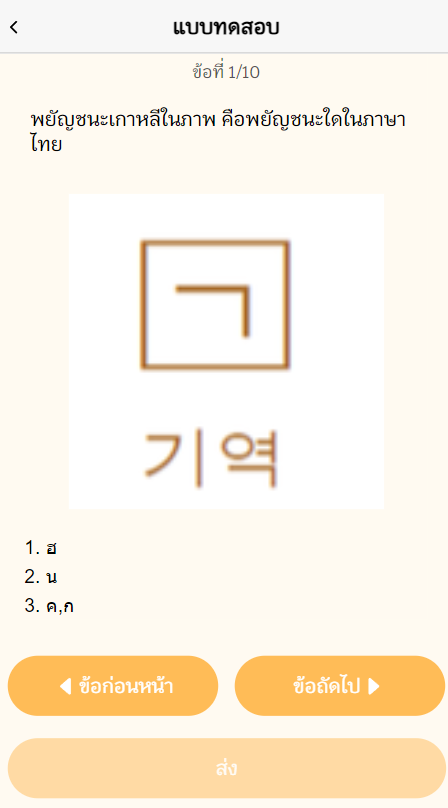 แบบทดสอบ
ข้อที่ 1/10
พยัญชนะเกาหลีในภาพ คือพยัญชนะใดในภาษา
ไทย
ㄱ
기역
1. ฮ
2. น
3. ค,ก
ข้อก่อนหน้า
ข้อถัดไป
ส่ง